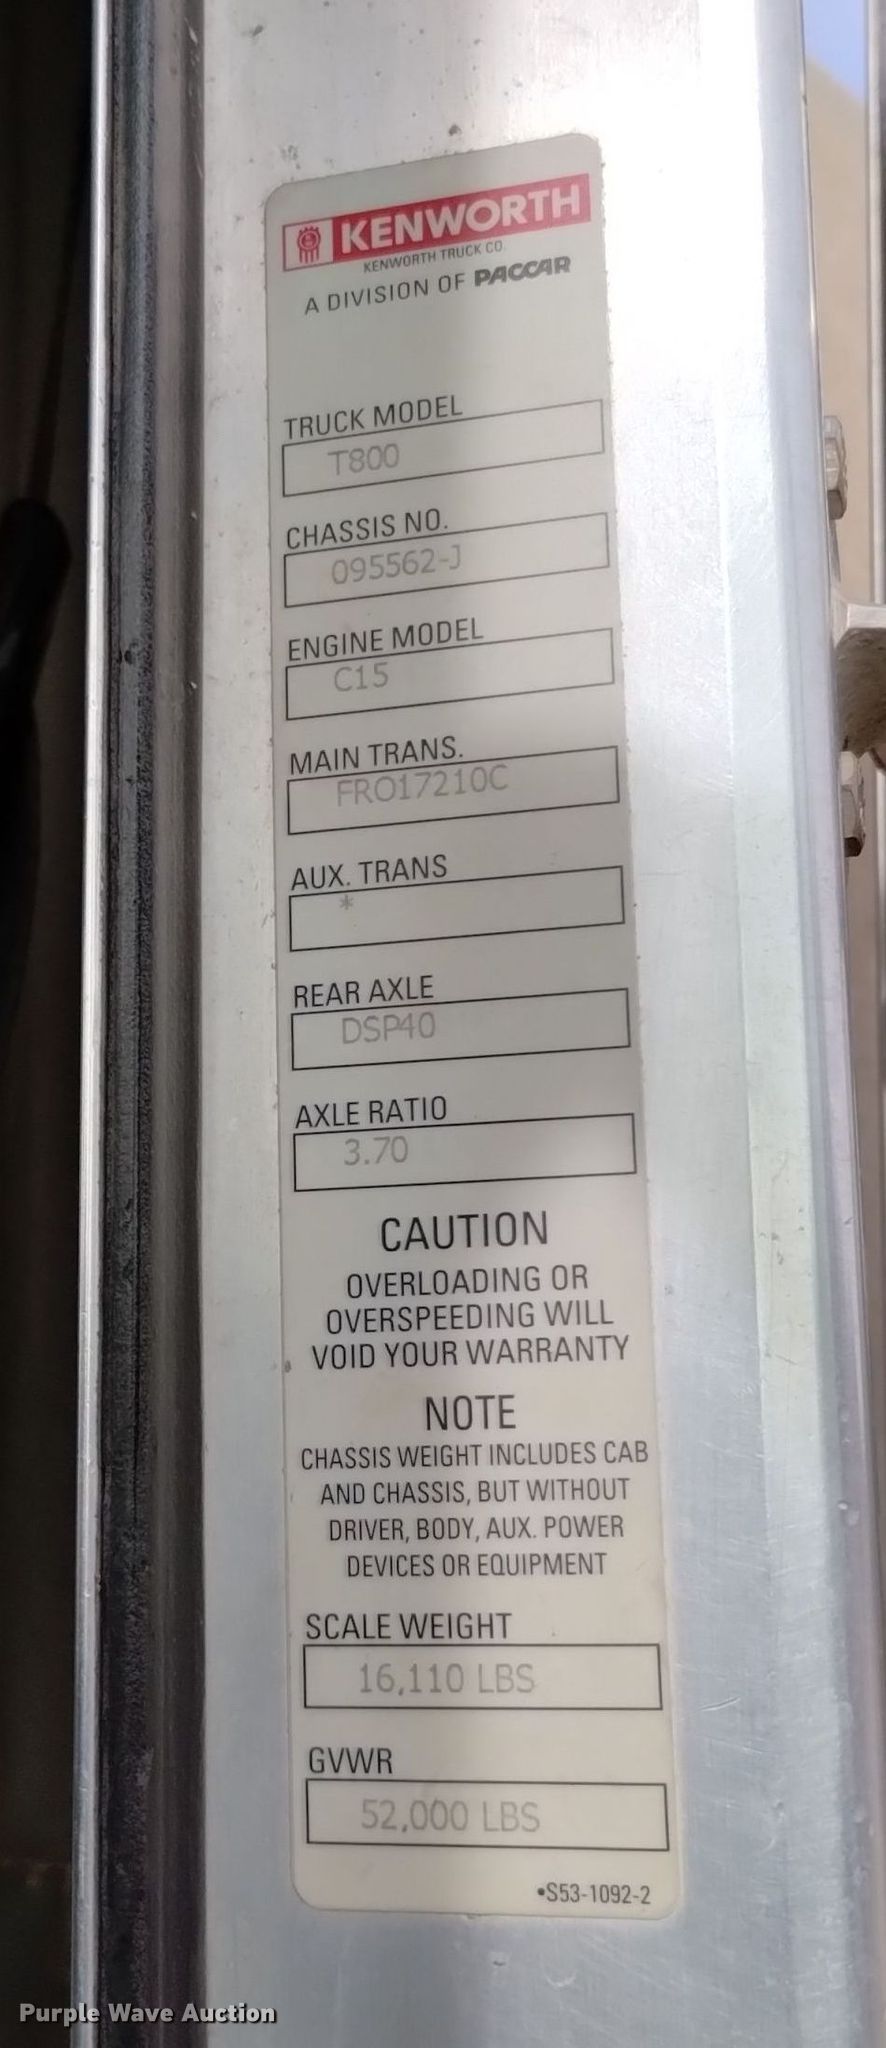 KENWORTH
KENWORTH TRUCK CO.
A DIVISION OF PACCAR
TRUCK MODEL
T800
CHASSIS NO.
095562-J
ENGINE MODEL
C15
MAIN TRANS.
FRO17210C
AUX. TRANS
*
REAR AXLE
DSP40
AXLE RATIO
3.70
CAUTION
OVERLOADING OR
OVERSPEEDING WILL
VOID YOUR WARRANTY
NOTE
CHASSIS WEIGHT INCLUDES CAB
AND CHASSIS, BUT WITHOUT
DRIVER, BODY, AUX. POWER
DEVICES OR EQUIPMENT
SCALE WEIGHT
16,110 LBS
GVWR
52,000 LBS
•S53-1092-2
Purple Wave Auction